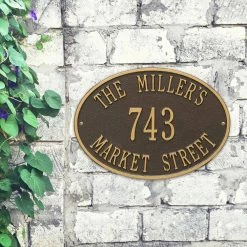 THE MILLER'S
743
MARKET STREET